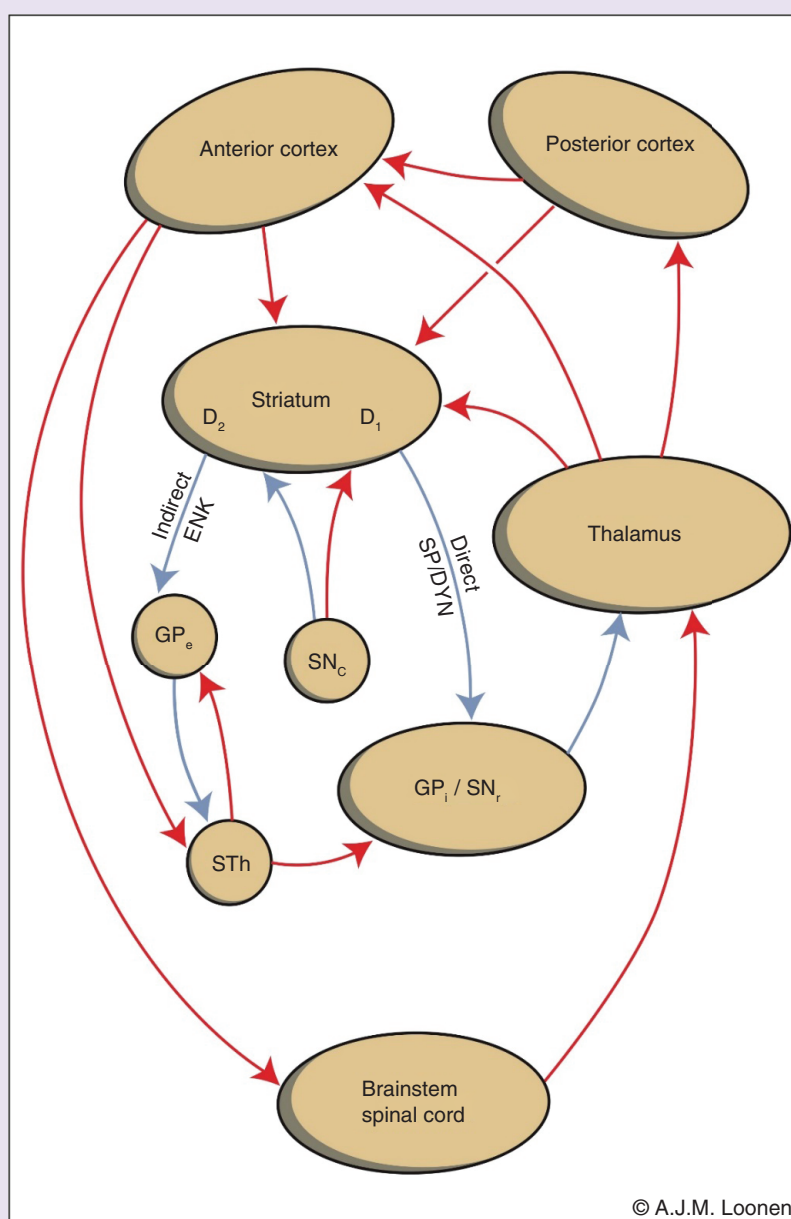 Anterior cortex
Posterior cortex
Striatum
D₂
D₁
Indirect
ENK
Direct
SP/DYN
Thalamus
GPₑ
SN_C
GPᵢ / SNᵣ
STh
Brainstem
spinal cord
© A.J.M. Loonen